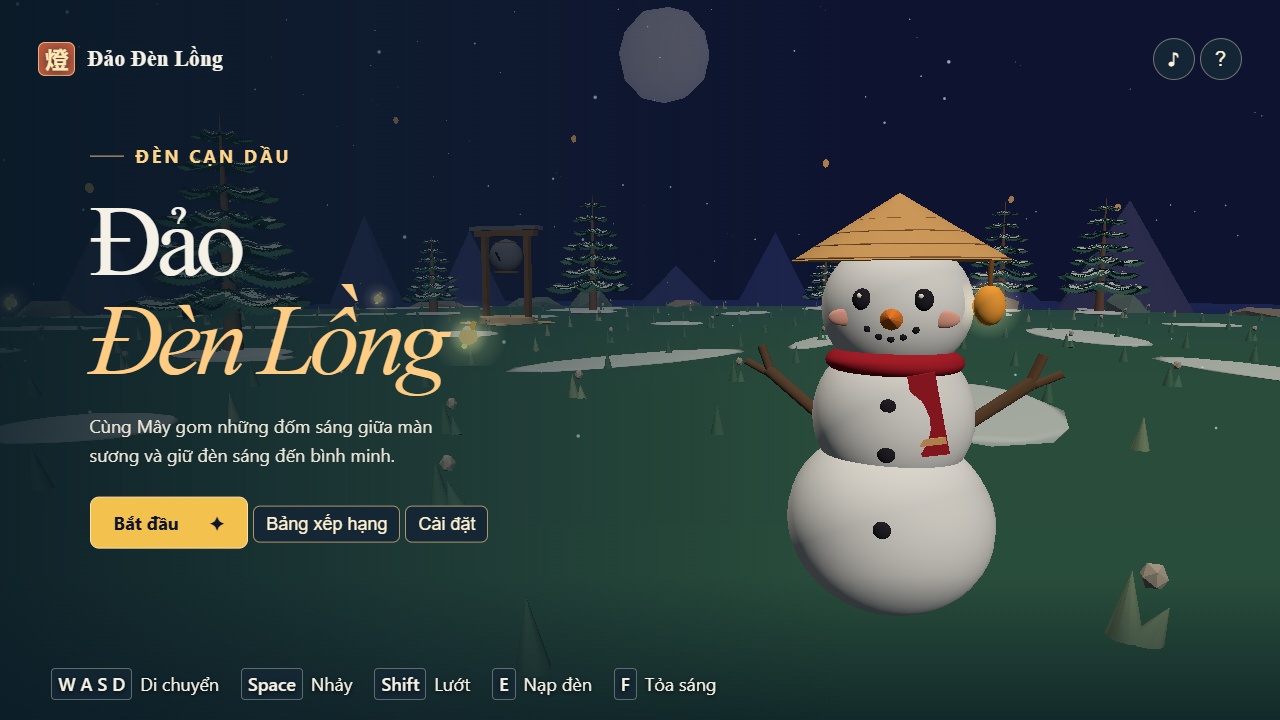 燈 Đảo Đèn Lồng
♪ ?
ĐÈN CẠN DẦU
Đảo
Đèn Lồng
Cùng Mây gom những đốm sáng giữa màn
sương và giữ đèn sáng đến bình minh.
Bắt đầu ✦ Bảng xếp hạng Cài đặt
W A S D Di chuyển Space Nhảy Shift Lướt E Nạp đèn F Tỏa sáng